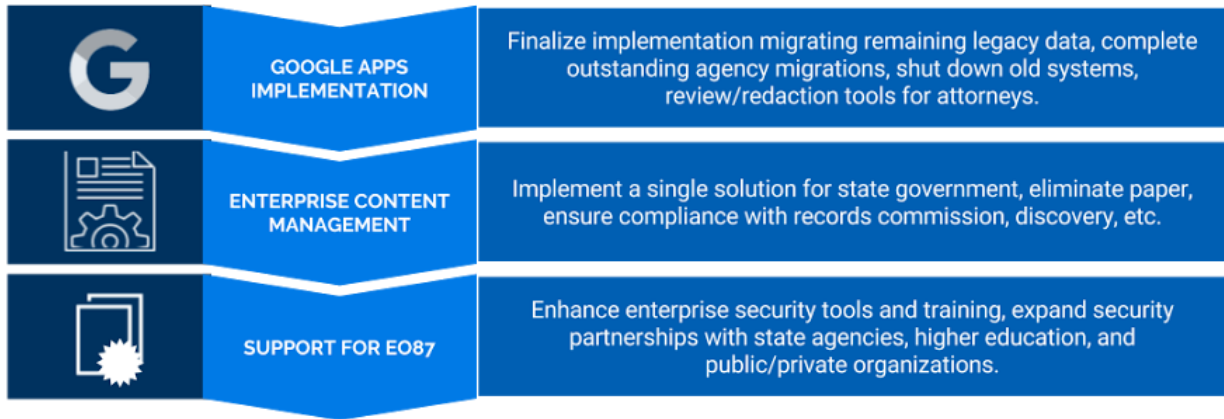 GOOGLE APPS
IMPLEMENTATION
Finalize implementation migrating remaining legacy data, complete
outstanding agency migrations, shut down old systems,
review/redaction tools for attorneys.
ENTERPRISE CONTENT
MANAGEMENT
Implement a single solution for state government, eliminate paper,
ensure compliance with records commission, discovery, etc.
SUPPORT FOR EO87
Enhance enterprise security tools and training, expand security
partnerships with state agencies, higher education, and
public/private organizations.